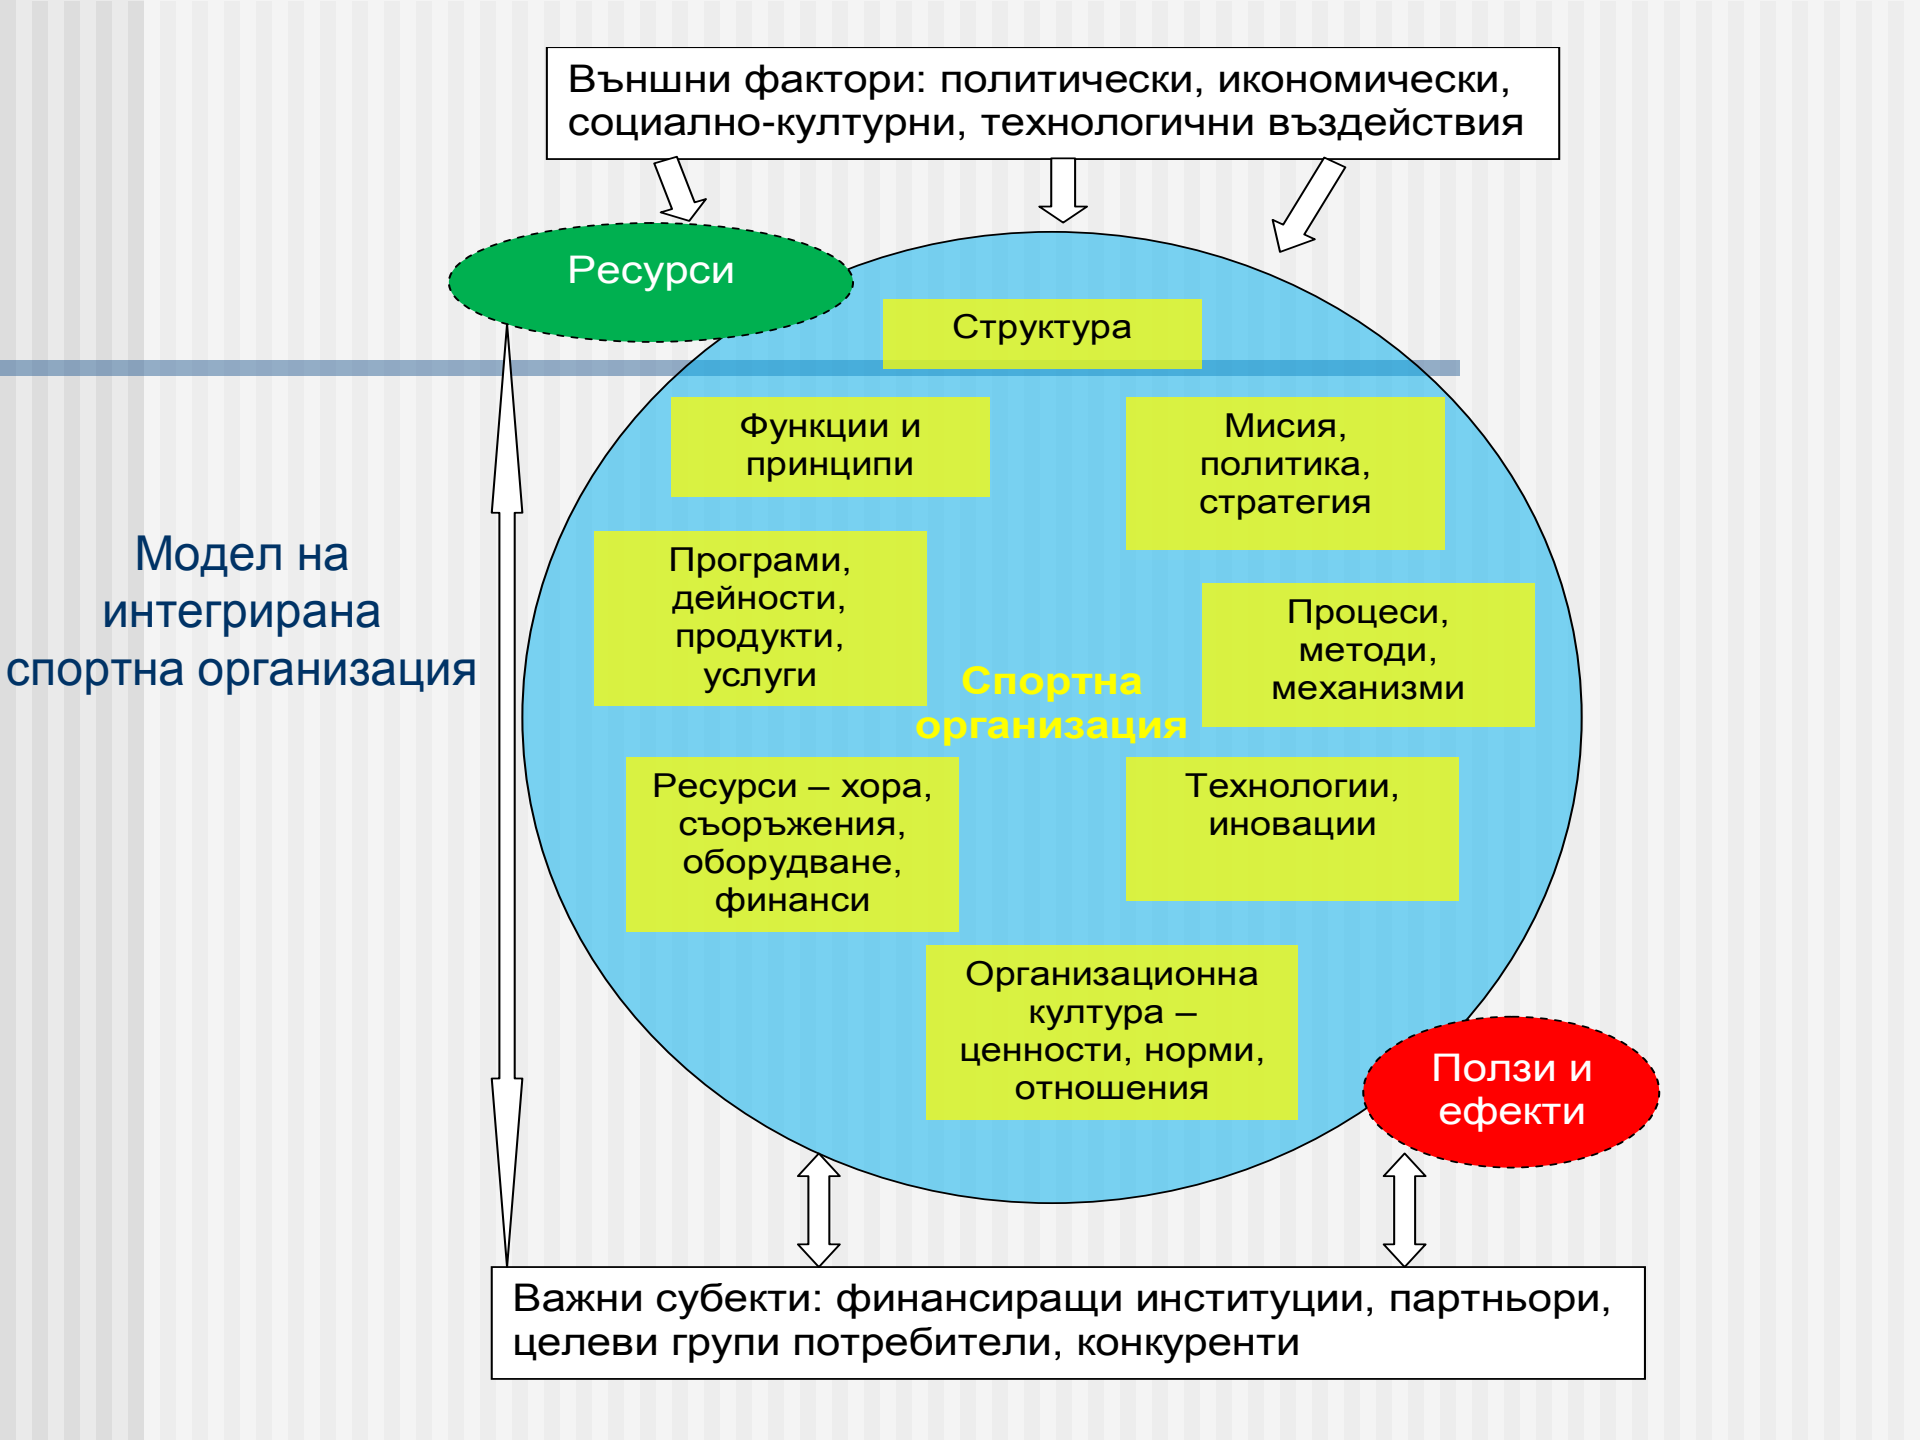 Външни фактори: политически, икономически,
социално-културни, технологични въздействия
Ресурси
Структура
Функции и
принципи
Мисия,
политика,
стратегия
Модел на
интегрирана
спортна организация
Програми,
дейности,
продукти,
услуги
Процеси,
методи,
механизми
Спортна
организация
Ресурси – хора,
съоръжения,
оборудване,
финанси
Технологии,
иновации
Организационна
култура –
ценности, норми,
отношения
Ползи и
ефекти
Важни субекти: финансиращи институции, партньори,
целеви групи потребители, конкуренти